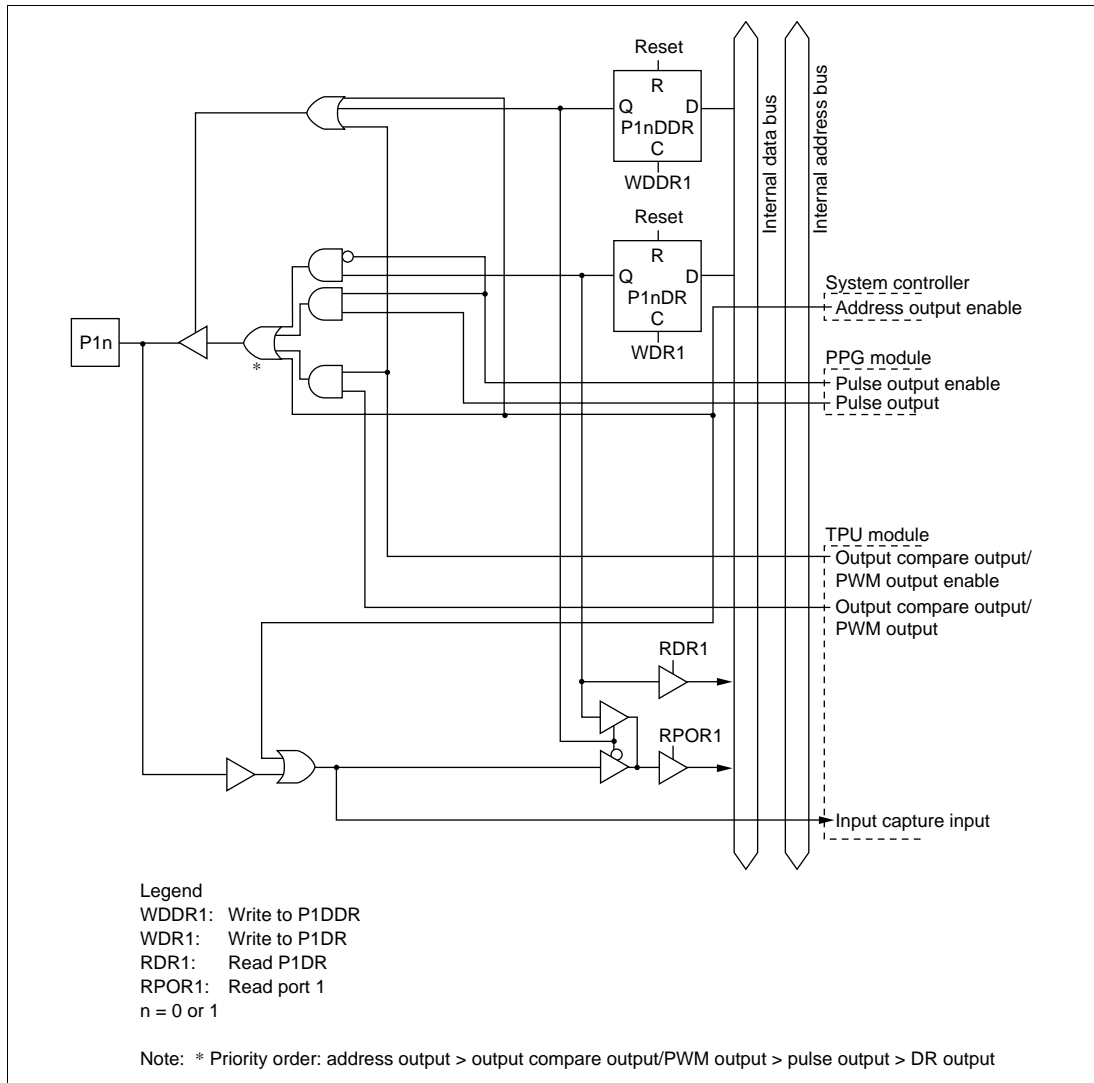 Reset
R
Q D
P1nDDR
C
WDDR1
Reset
R
Q D
P1nDR
C
WDR1
Internal data bus
Internal address bus
System controller
Address output enable
PPG module
Pulse output enable
Pulse output
P1n
*
TPU module
Output compare output/
PWM output enable
Output compare output/
PWM output
RDR1
RPOR1
Input capture input
Legend
WDDR1: Write to P1DDR
WDR1: Write to P1DR
RDR1: Read P1DR
RPOR1: Read port 1
n = 0 or 1
Note: * Priority order: address output > output compare output/PWM output > pulse output > DR output